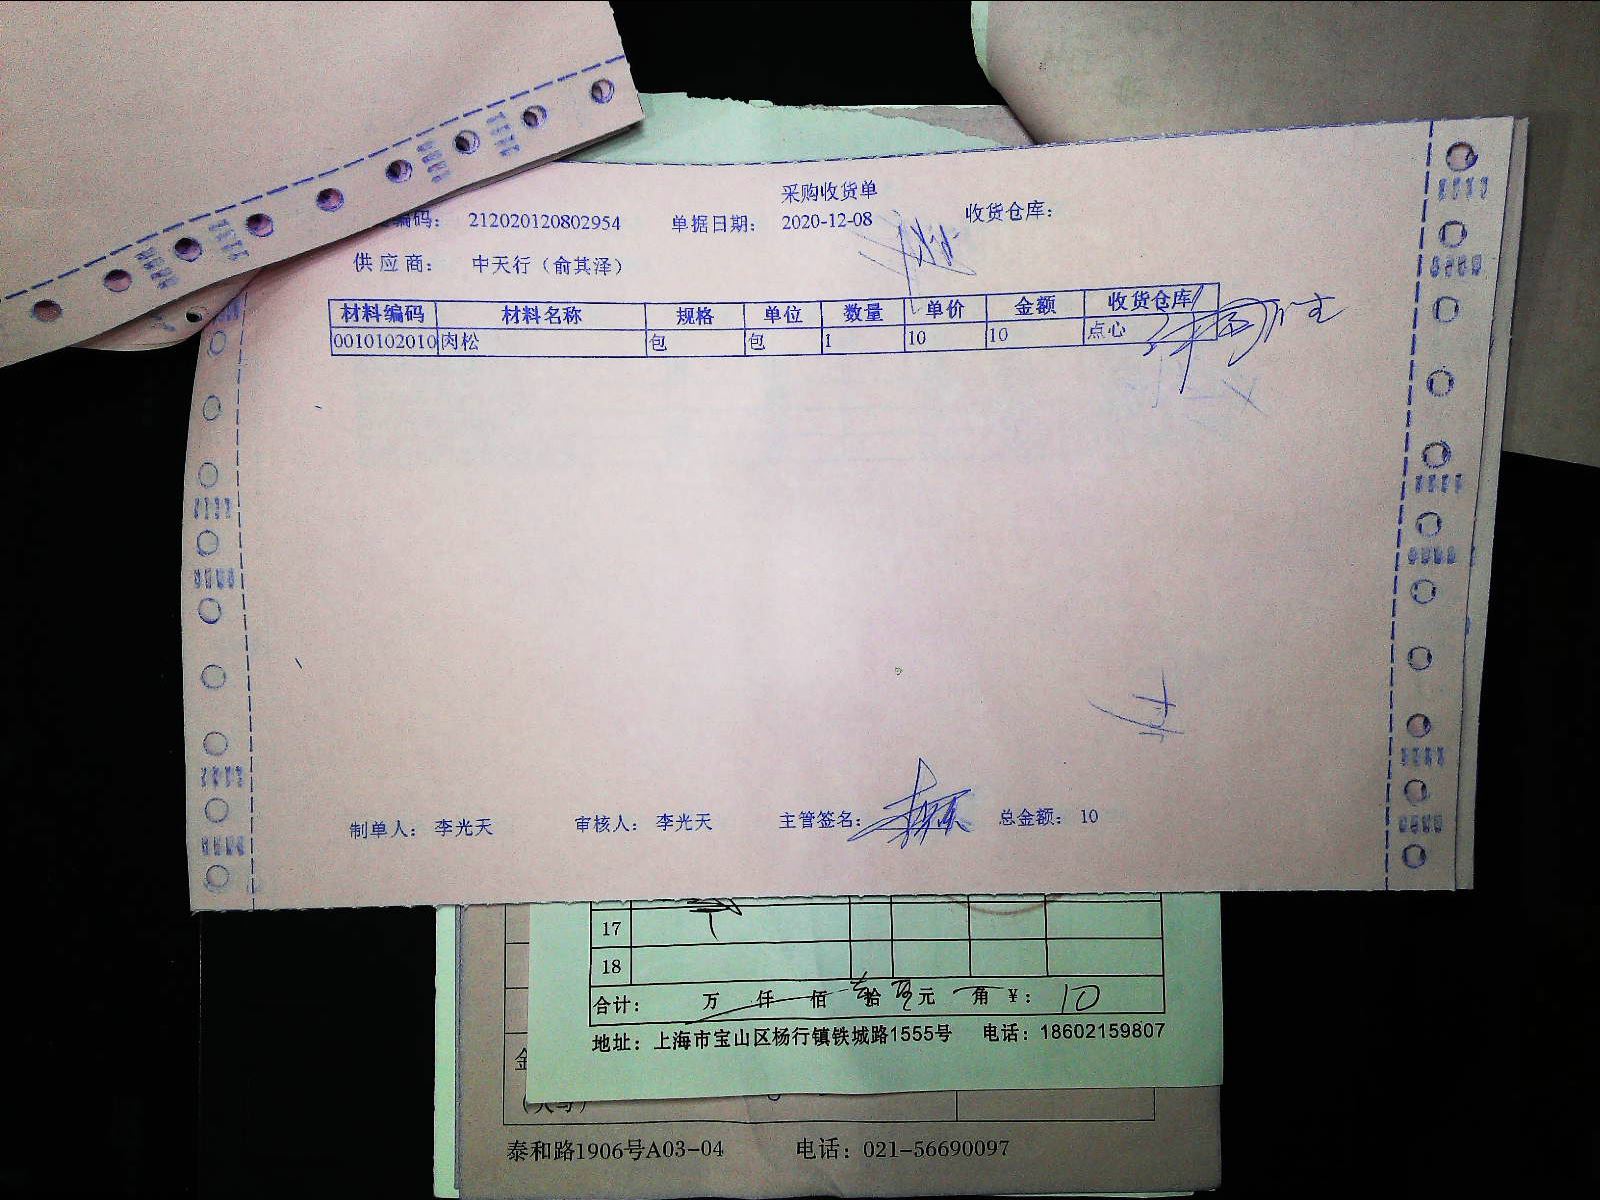 采购收货单
编码： 212020120802954 单据日期： 2020-12-08 收货仓库：
供应商： 中天行（俞其泽）
材料编码 材料名称 规格 单位 数量 单价 金额 收货仓库
0010102010 肉松 包 包 1 10 10 点心
制单人： 李光天 审核人： 李光天 主管签名： 总金额： 10
17
18
合计： 万 仟 佰 拾 元 角 ￥： 10
地址：上海市宝山区杨行镇铁城路1555号 电话：18602159807
泰和路1906号A03-04 电话：021-56690097